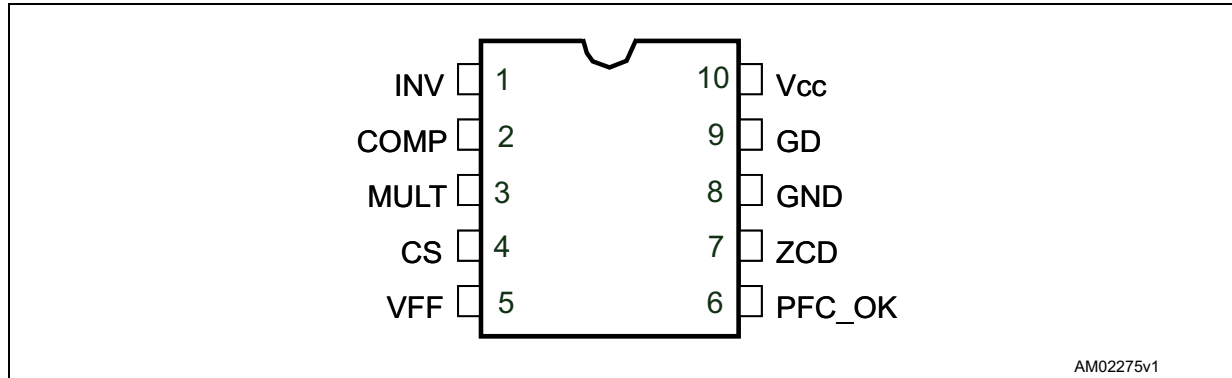 INV 1 10 Vcc
COMP 2 9 GD
MULT 3 8 GND
CS 4 7 ZCD
VFF 5 6 PFC_OK
AM02275v1